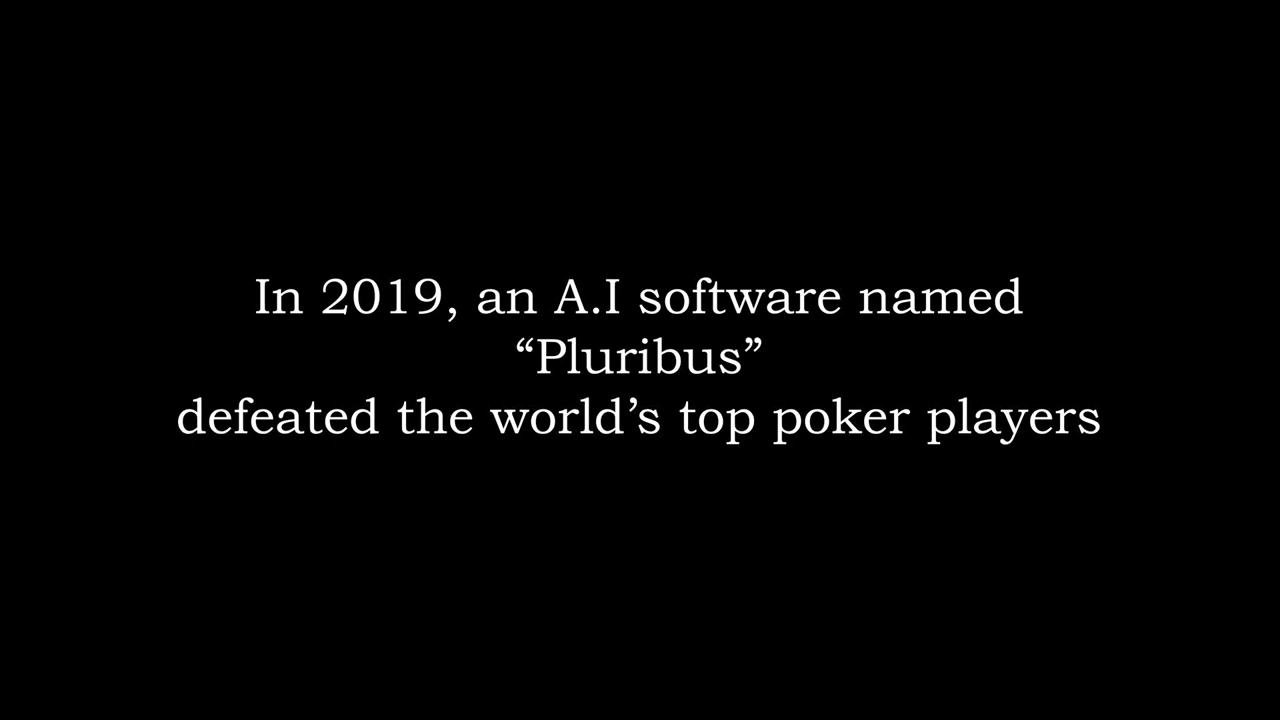 In 2019, an A.I software named
“Pluribus”
defeated the world’s top poker players